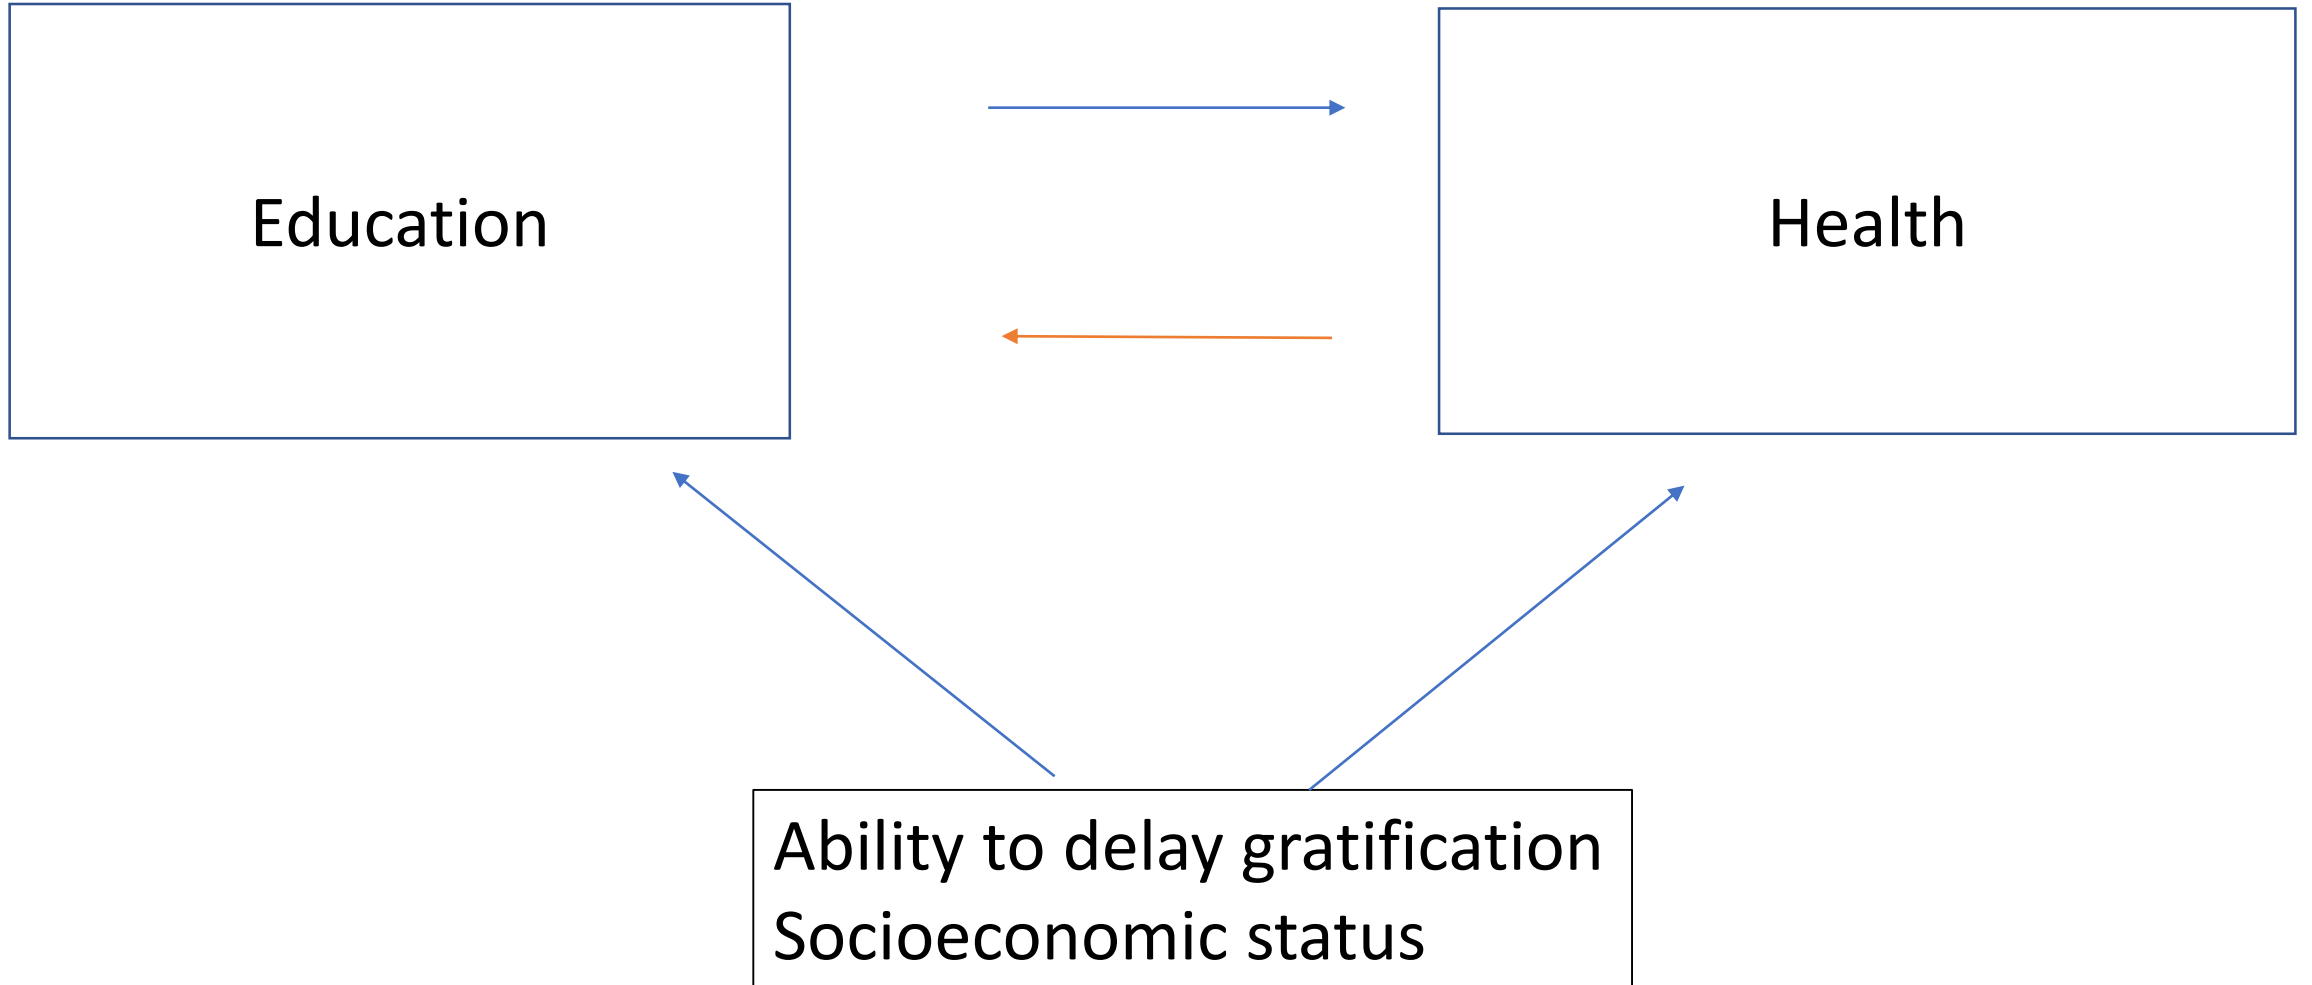 Education
Health
Ability to delay gratification
Socioeconomic status